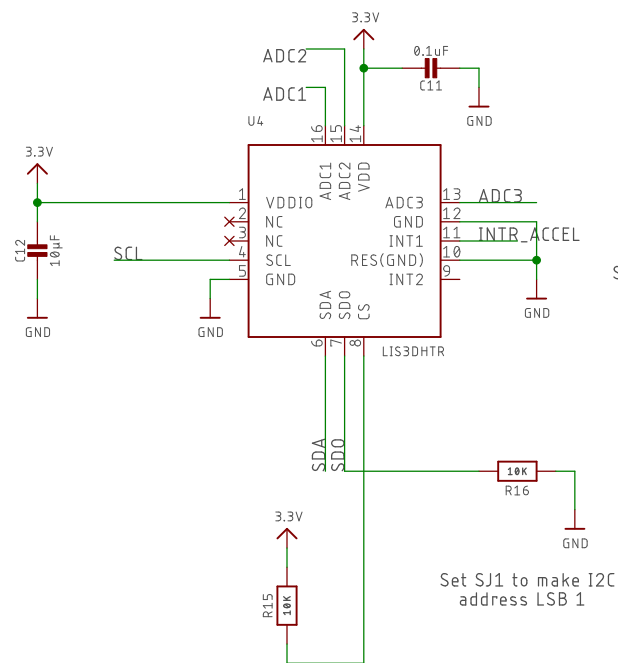 3.3V
ADC2
0.1uF
C11
ADC1
GND
U4
16
15
14
3.3V
ADC1
ADC2
VDD
1
VDDIO
ADC3
13
ADC3
2
NC
GND
12
3
NC
INT1
11
INTR_ACCEL
C12
10µF
SCL
4
SCL
RES(GND)
10
5
GND
INT2
9
S
SDA
SDO
CS
GND
GND
GND
6
7
8
LIS3DHTR
SDA
SDO
10K
R16
3.3V
GND
Set SJ1 to make I2C
address LSB 1
R15
10K